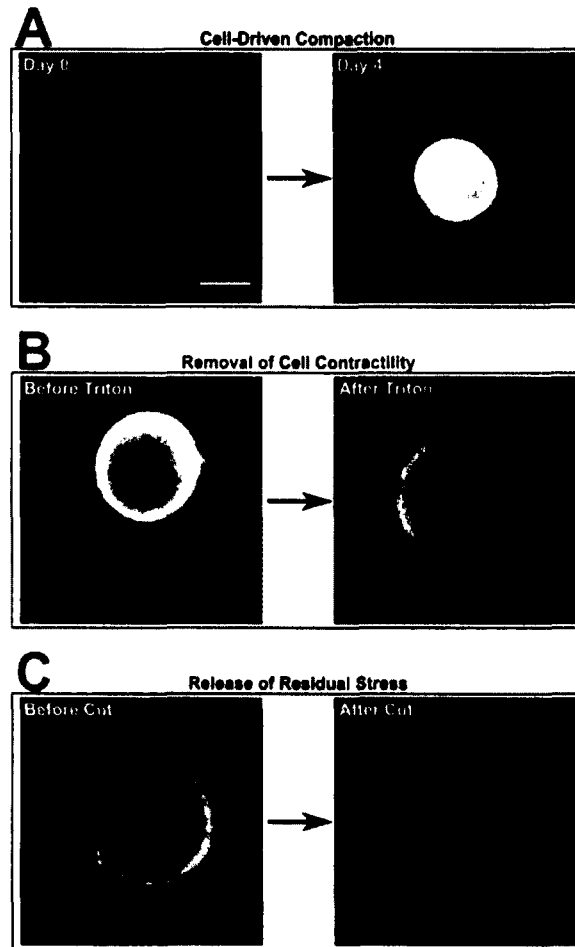 A
Cell-Driven Compaction
Day 0
Day 4
B
Removal of Cell Contractility
Before Triton
After Triton
C
Release of Residual Stress
Before Cut
After Cut